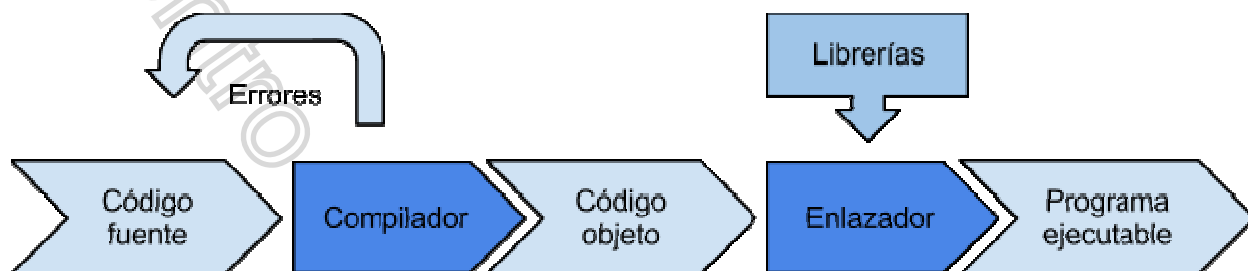 Errores
Librerías
Código
fuente
Compilador
Código
objeto
Enlazador
Programa
ejecutable